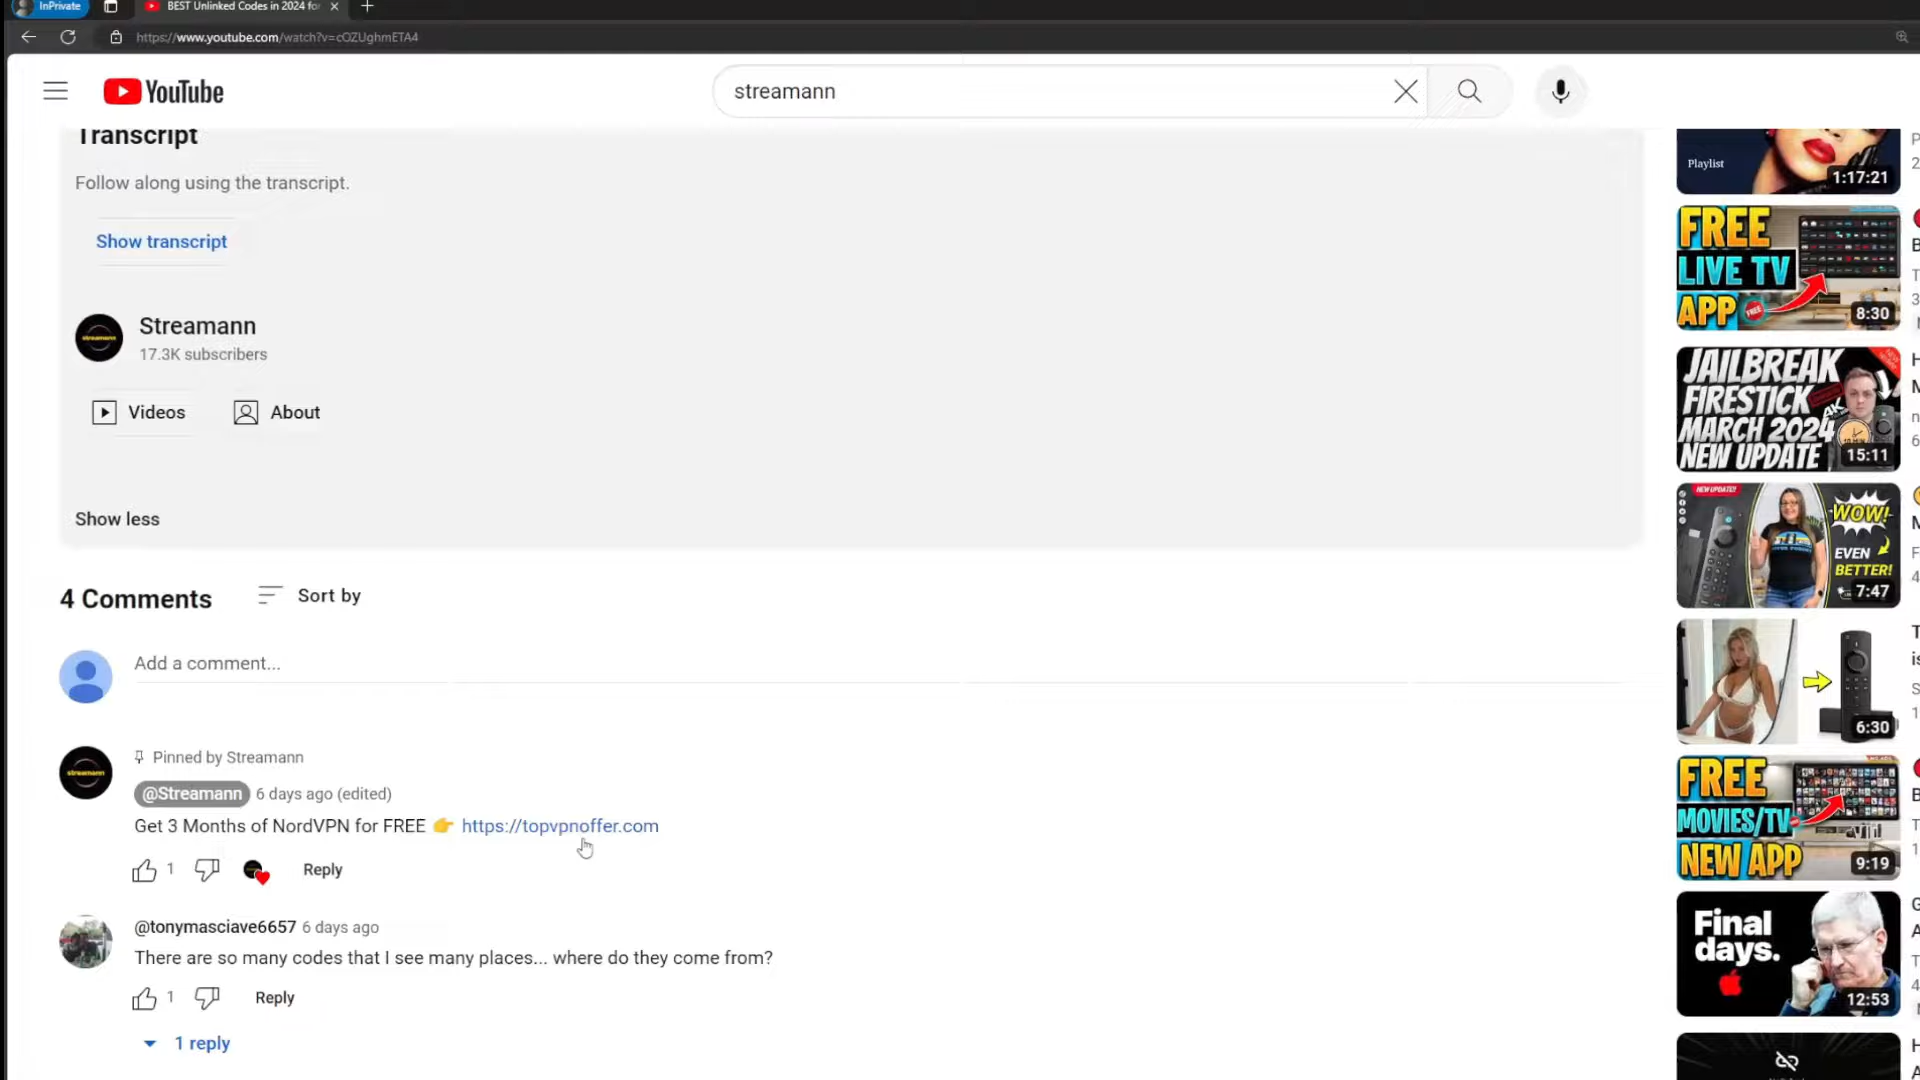 InPrivate
BEST Unlinked Codes in 2024 for
https://www.youtube.com/watch?v=cOZUghmETA4
YouTube
streamann
Transcript
Follow along using the transcript.
Show transcript
Streamann
17.3K subscribers
Videos
About
Show less
4 Comments
Sort by
Add a comment...
Pinned by Streamann
@Streamann 6 days ago (edited)
Get 3 Months of NordVPN for FREE 👉 https://topvpnoffer.com
1
Reply
@tonymasciave6657 6 days ago
There are so many codes that I see many places... where do they come from?
1
Reply
1 reply
Playlist
1:17:21
FREE
LIVE TV
APP
FREE
8:30
JAILBREAK
FIRESTICK
4K
MARCH 2024
NEW UPDATE
15:11
NEW UPDATE!
WOW!
EVEN
BETTER!
7:47
6:30
FREE
MOVIES/TV
NEW APP
9:19
Final
days.
12:53